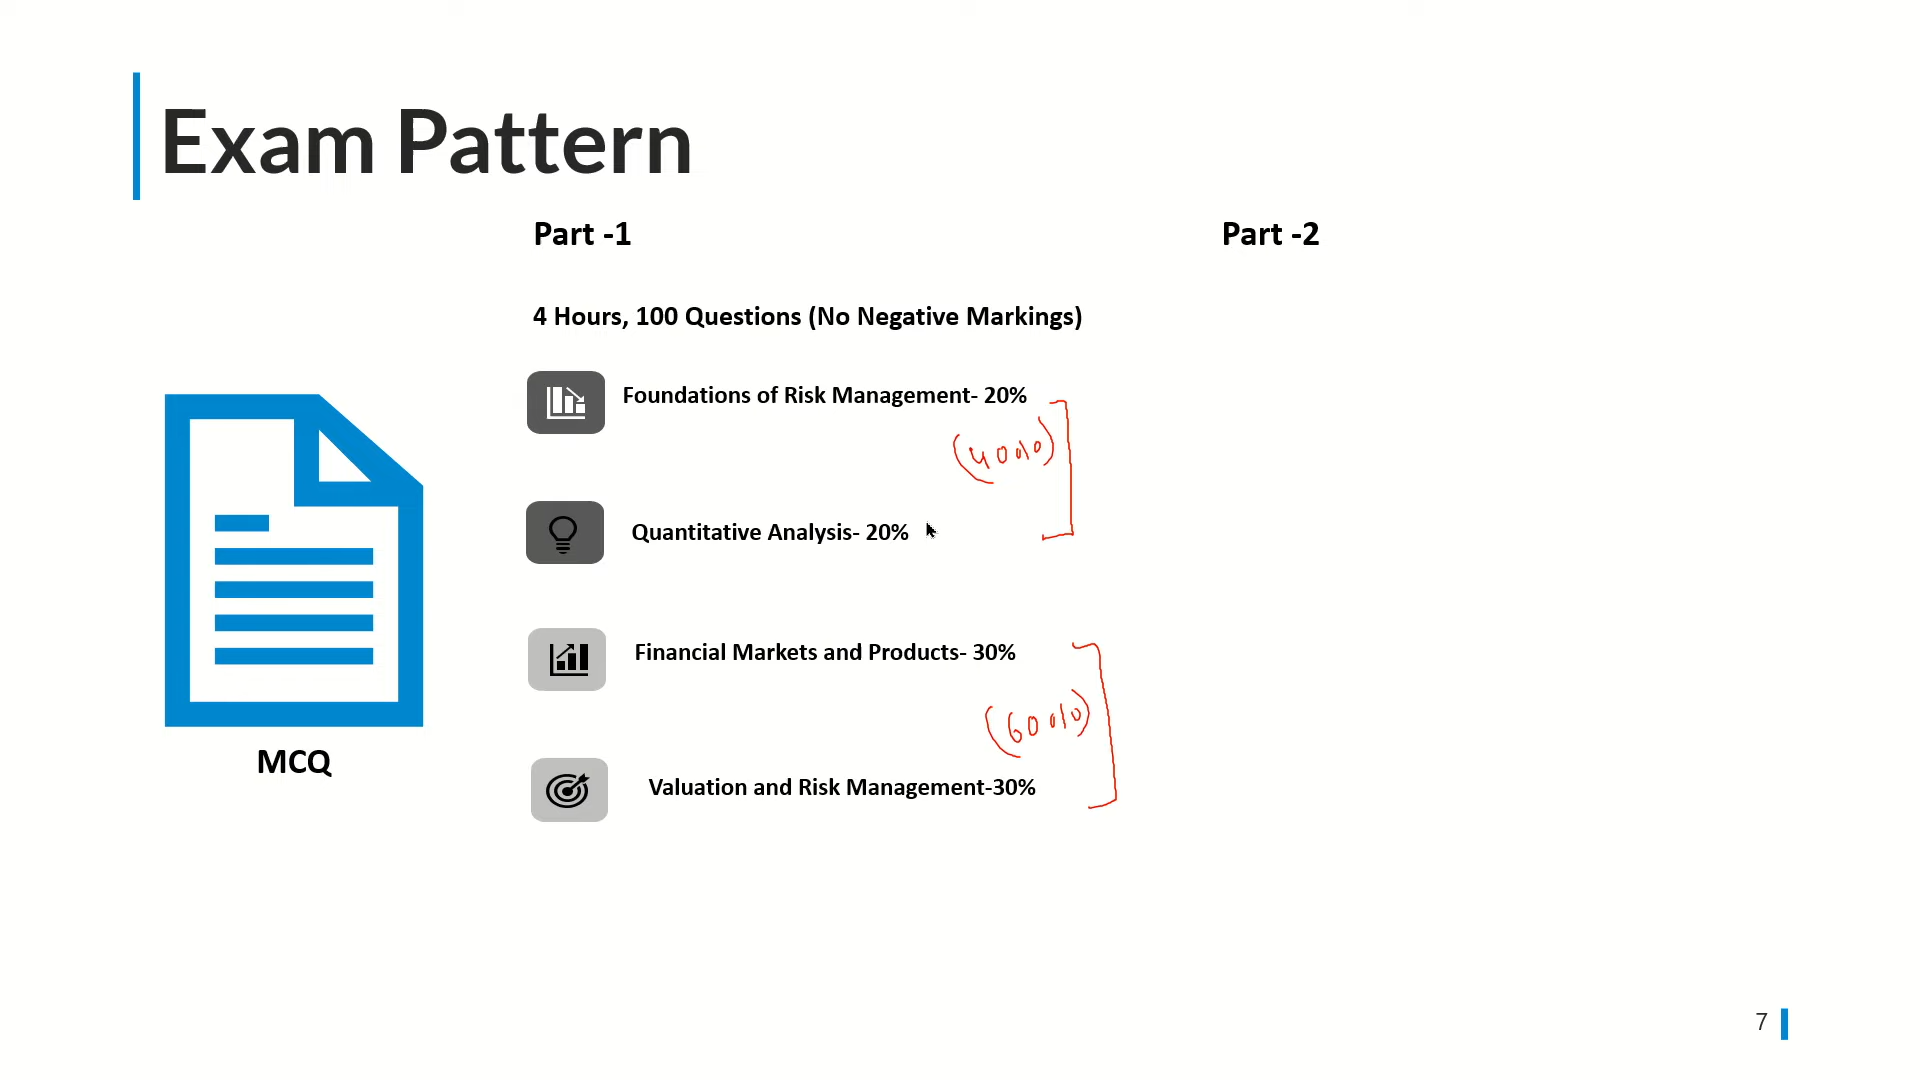 Exam Pattern
Part -1
Part -2
4 Hours, 100 Questions (No Negative Markings)
Foundations of Risk Management- 20%
(40%)
Quantitative Analysis- 20%
Financial Markets and Products- 30%
(60%)
Valuation and Risk Management-30%
MCQ
7